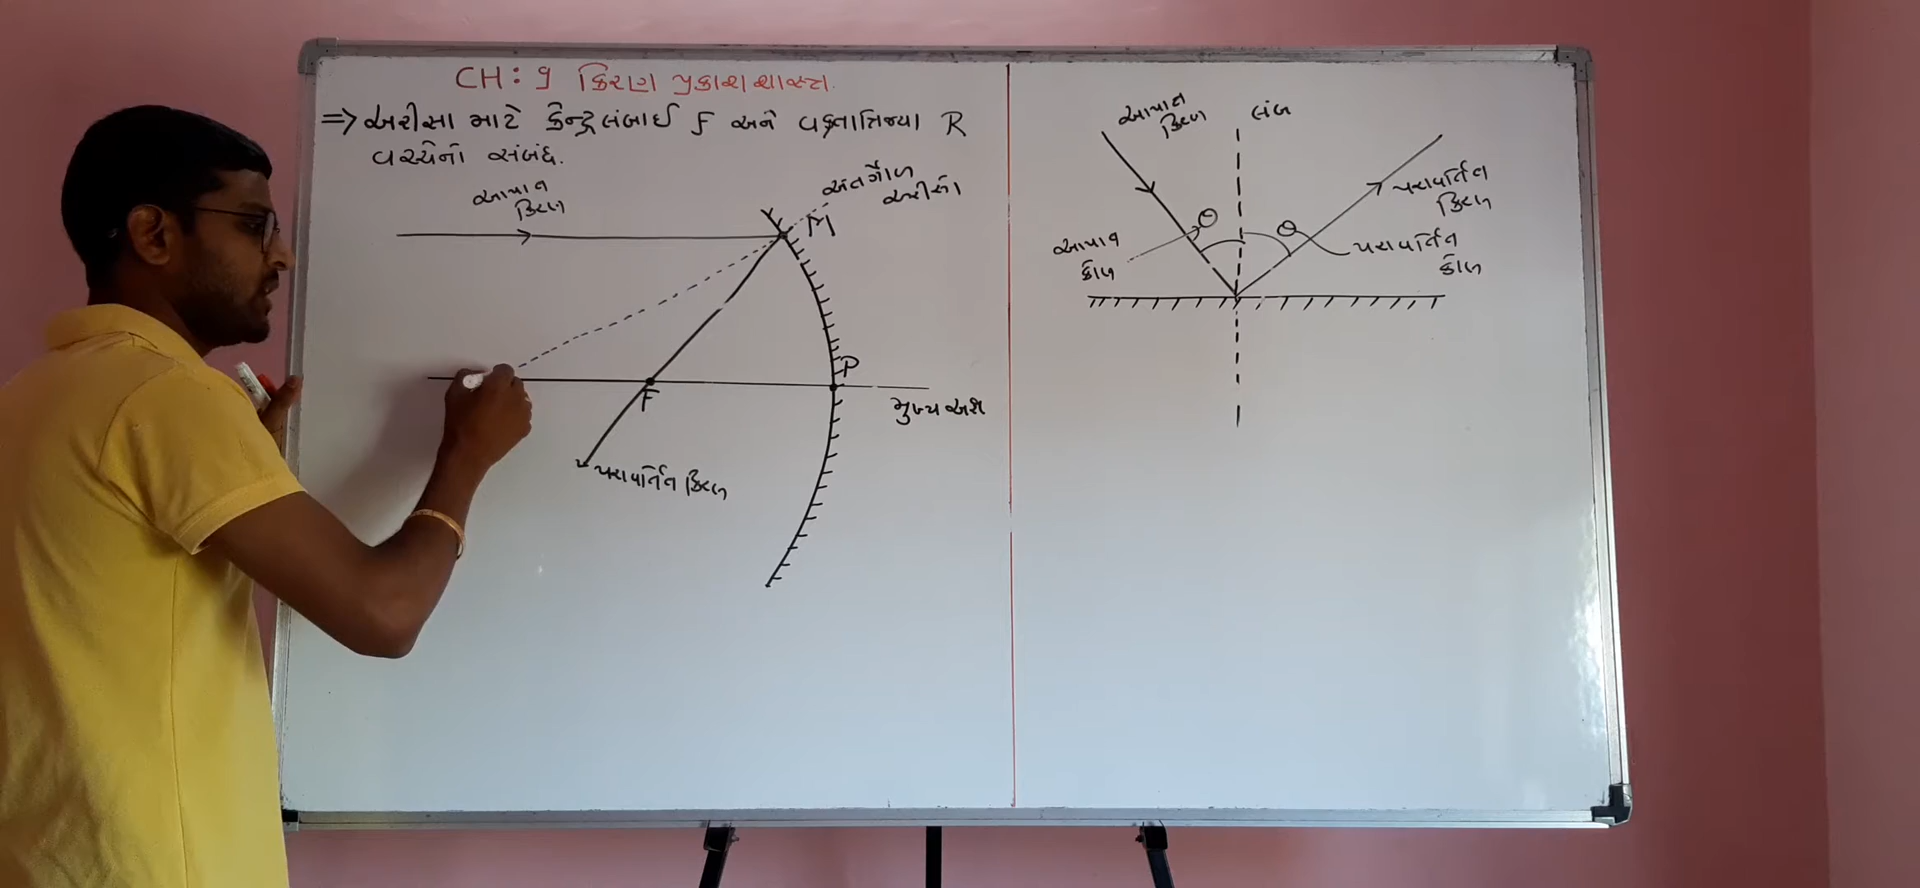 CH: ૧ કિરણ પ્રકાશશાસ્ત્ર.
⇒ અરીસા માટે કેન્દ્રલંબાઈ f અને વક્રતાત્રિજ્યા R
વચ્ચેનો સંબંધ.
આપાત
કિરણ
અંતર્ગોળ
અરીસો
M
P
F
મુખ્ય અક્ષ
પરાવર્તિત કિરણ
આપાત
કિરણ
લંબ
પરાવર્તિત
કિરણ
θ
θ
આપાત
કોણ
પરાવર્તિત
કોણ